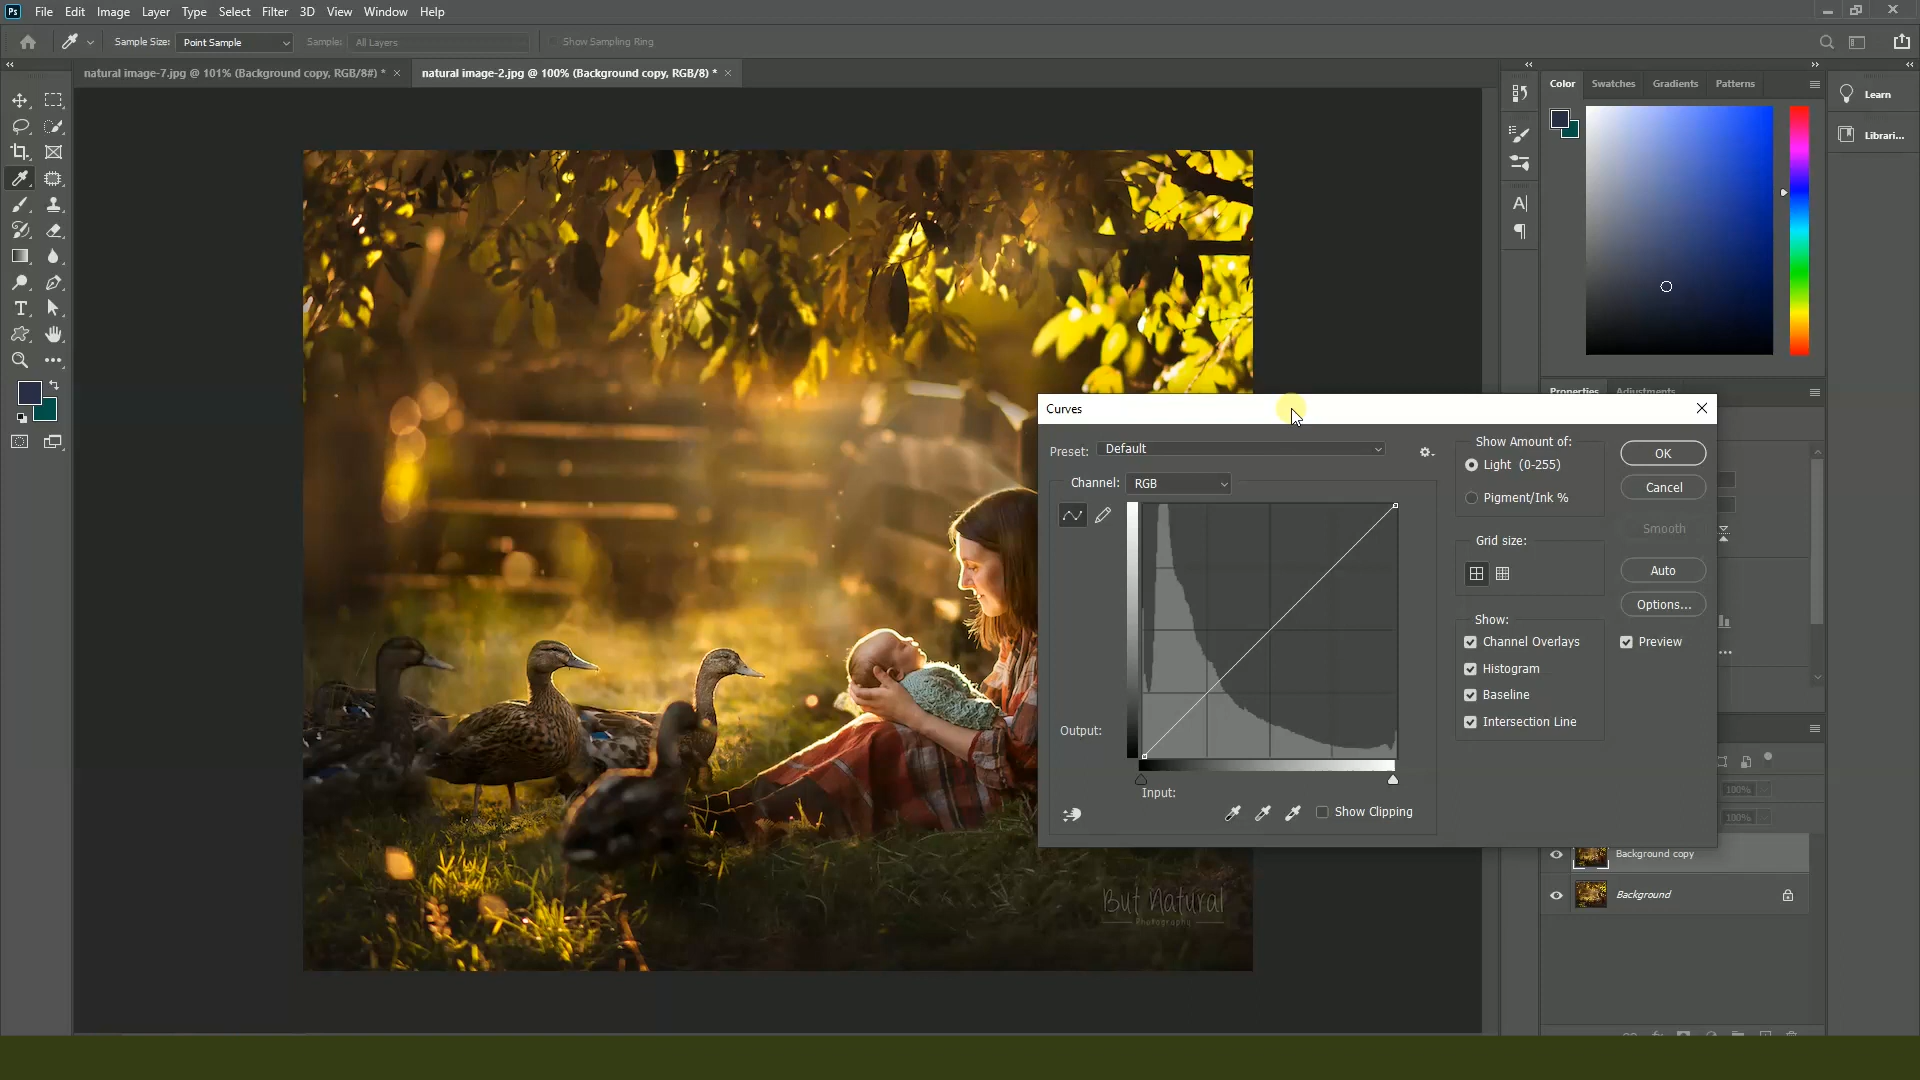 Ps File Edit Image Layer Type Select Filter 3D View Window Help
Sample Size: Point Sample Sample: All Layers Show Sampling Ring
natural image-7.jpg @ 101% (Background copy, RGB/8#) * natural image-2.jpg @ 100% (Background copy, RGB/8) *
Color Swatches Gradients Patterns
Learn
Librari...
Properties Adjustments
Curves
Preset: Default
Channel: RGB
Output:
Input:
Show Clipping
Show Amount of:
Light (0-255)
Pigment/Ink %
Grid size:
Show:
Channel Overlays
Histogram
Baseline
Intersection Line
OK
Cancel
Smooth
Auto
Options...
Preview
100%
100%
Background copy
Background
But Natural
Photography